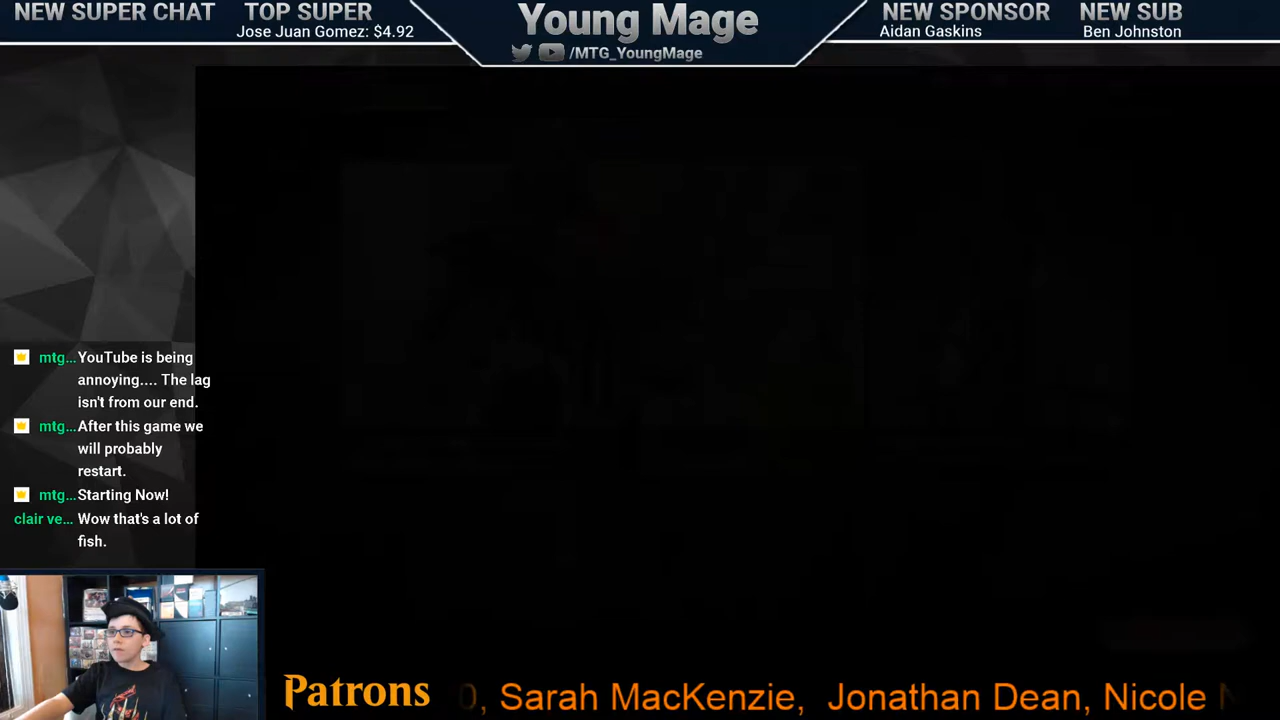 NEW SUPER CHAT
TOP SUPER
Jose Juan Gomez: $4.92
Young Mage
/MTG_YoungMage
NEW SPONSOR
Aidan Gaskins
NEW SUB
Ben Johnston
mtg... YouTube is being
annoying.... The lag
isn't from our end.
mtg... After this game we
will probably
restart.
mtg... Starting Now!
clair ve... Wow that's a lot of
fish.
Patrons
0, Sarah MacKenzie, Jonathan Dean, Nicole